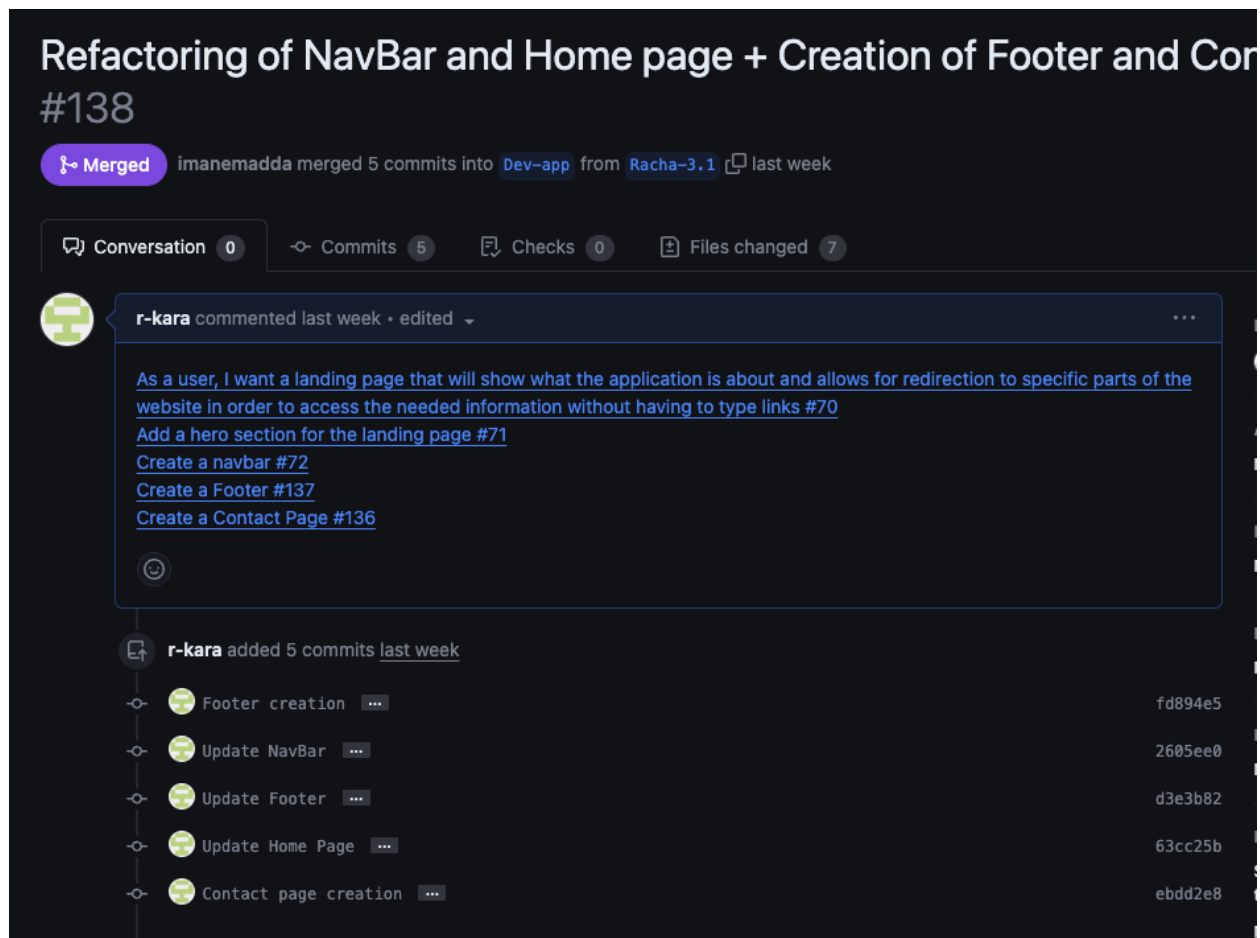 Refactoring of NavBar and Home page + Creation of Footer and
#138
Merged imanemadda merged 5 commits into Dev-app from Racha-3.1 last week
Conversation 0 Commits 5 Checks 0 Files changed 7
r-kara commented last week • edited
As a user, I want a landing page that will show what the application is about and allows for redirection to specific parts of the
website in order to access the needed information without having to type links #70
Add a hero section for the landing page #71
Create a navbar #72
Create a Footer #137
Create a Contact Page #136
r-kara added 5 commits last week
Footer creation fd894e5
Update NavBar 2605ee0
Update Footer d3e3b82
Update Home Page 63cc25b
Contact page creation ebdd2e8